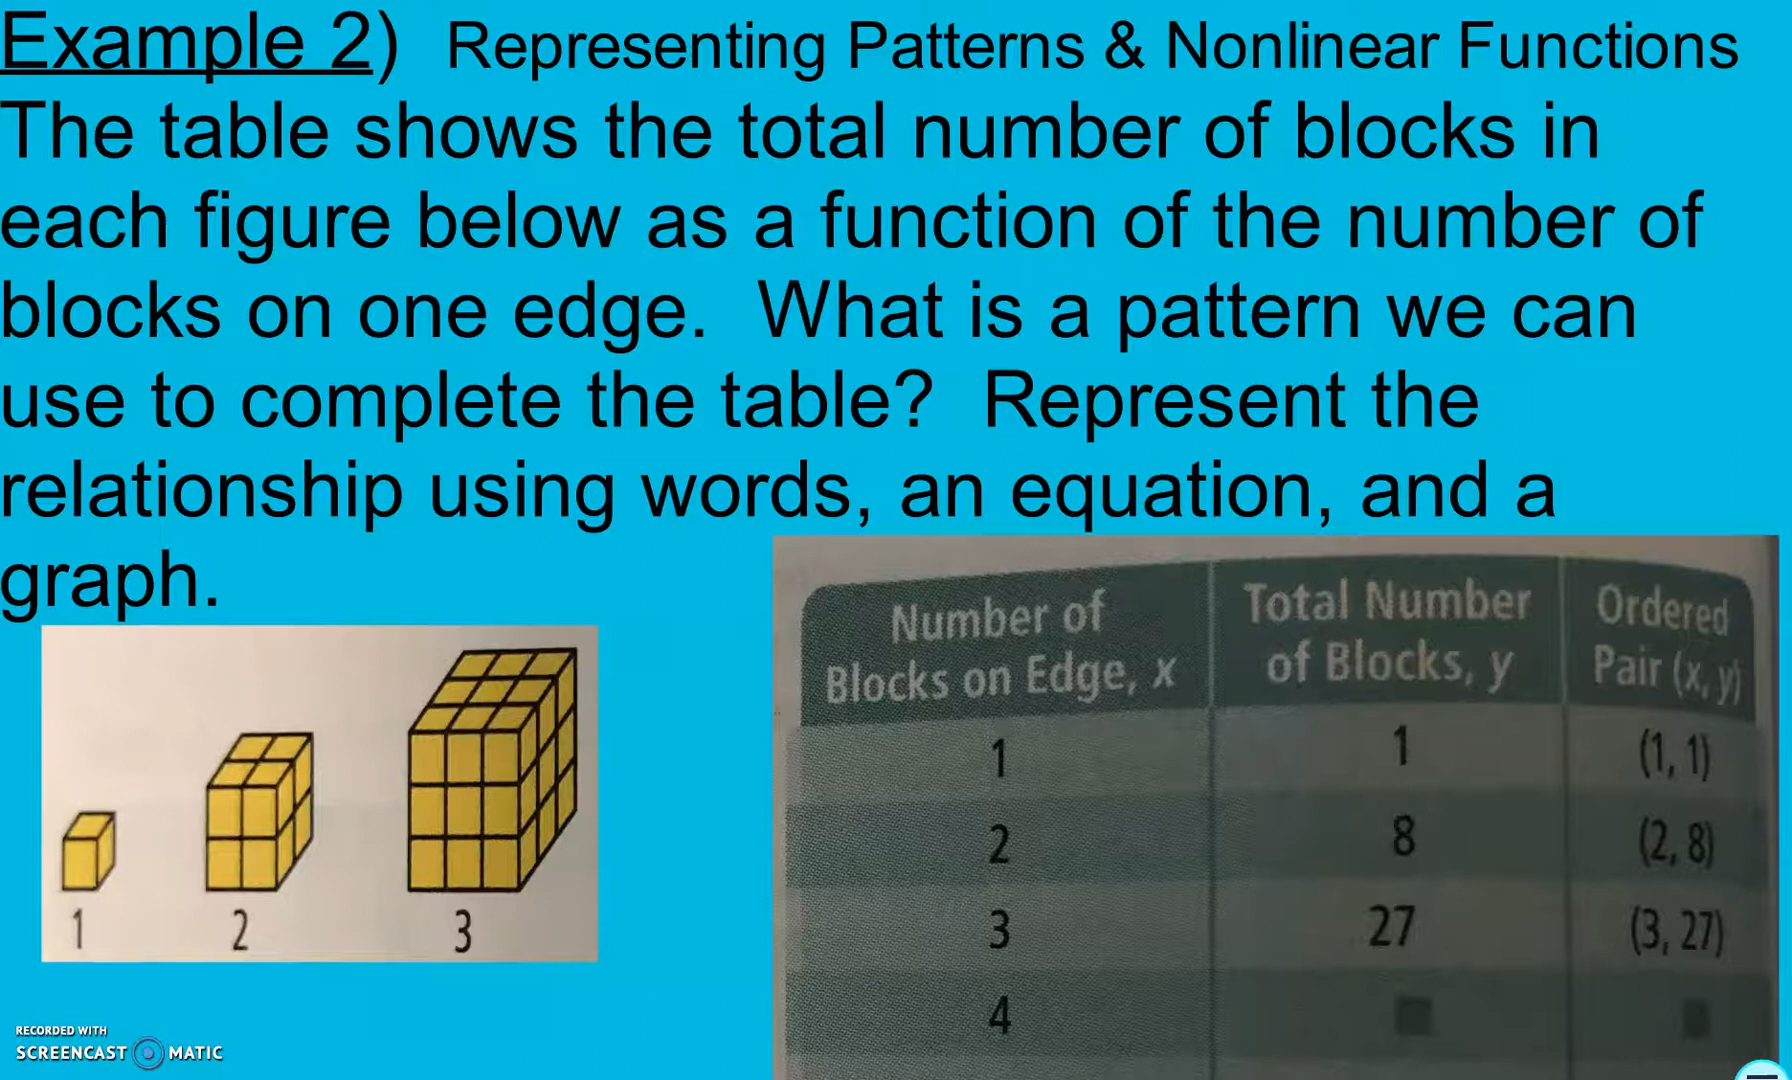 Example 2) Representing Patterns & Nonlinear Functions
The table shows the total number of blocks in
each figure below as a function of the number of
blocks on one edge. What is a pattern we can
use to complete the table? Represent the
relationship using words, an equation, and a
graph.
1 2 3
Number of Blocks on Edge, x
Total Number of Blocks, y
Ordered Pair (x, y)
1 1 (1, 1)
2 8 (2, 8)
3 27 (3, 27)
4
RECORDED WITH
SCREENCAST MATIC